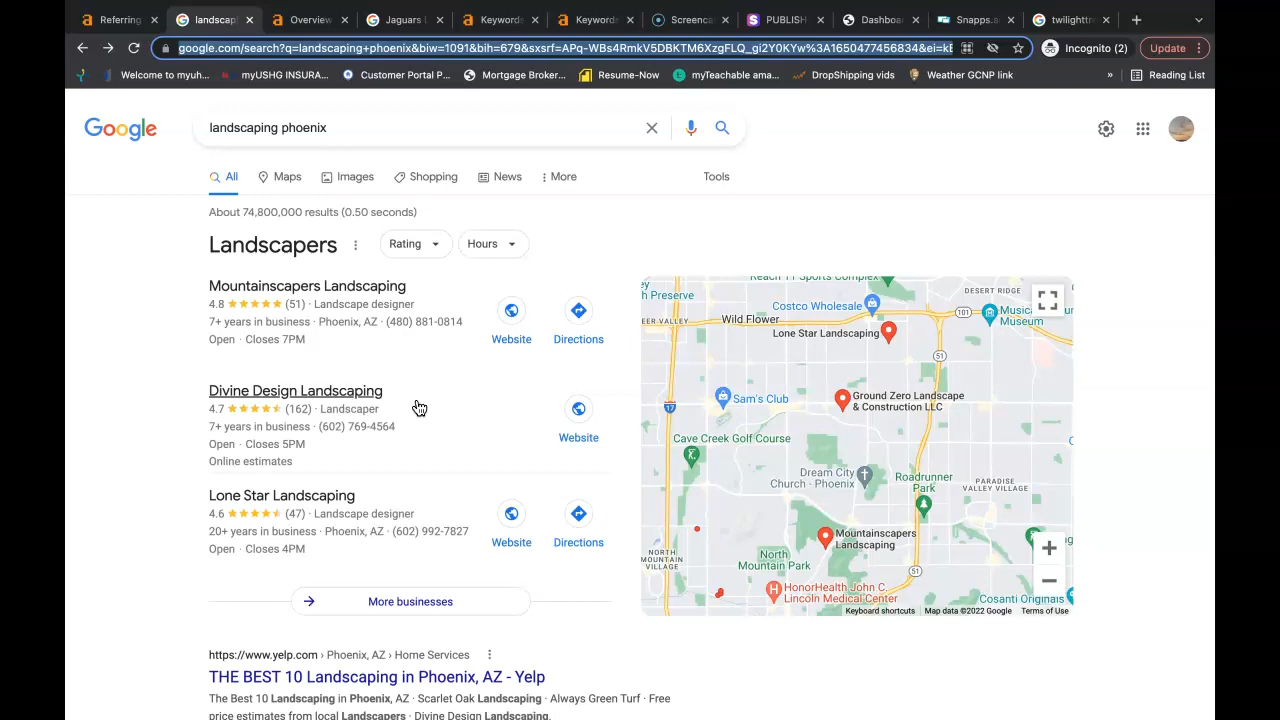 Referring
landscap
Overview
Jaguars
Keywords
Keywords
Screenca
PUBLISH
Dashboa
Snapps.a
twilighttr
google.com/search?q=landscaping+phoenix&biw=1091&bih=679&sxsrf=APq-WBs4RmkV5DBKTM6XzgFLQ_gi2Y0KYw%3A1650477456834&ei=kE
Incognito (2)
Update
Welcome to myuh...
myUSHG INSURA...
Customer Portal P...
Mortgage Broker...
Resume-Now
myTeachable ama...
DropShipping vids
Weather GCNP link
»
Reading List
Google
landscaping phoenix
All
Maps
Images
Shopping
News
More
Tools
About 74,800,000 results (0.50 seconds)
Landscapers
Rating
Hours
Mountainscapers Landscaping
4.8 ★★★★★ (51) · Landscape designer
7+ years in business · Phoenix, AZ · (480) 881-0814
Open · Closes 7PM
Website
Directions
Divine Design Landscaping
4.7 ★★★★★ (162) · Landscaper
7+ years in business · (602) 769-4564
Open · Closes 5PM
Online estimates
Website
Lone Star Landscaping
4.6 ★★★★★ (47) · Landscape designer
20+ years in business · Phoenix, AZ · (602) 992-7827
Open · Closes 4PM
Website
Directions
More businesses
Reach 11 Sports Complex
h Preserve
DESERT RIDGE
Costco Wholesale
EER VALLEY
Wild Flower
101
Museum
Lone Star Landscaping
51
Sam's Club
17
Ground Zero Landscape
& Construction LLC
Cave Creek Golf Course
Dream City
Church - Phoenix
Roadrunner
Park
PARADISE
VALLEY VILLAGE
Mountainscapers
Landscaping
NORTH
MOUNTAIN
VILLAGE
North
Mountain Park
51
HonorHealth John C.
Lincoln Medical Center
Cosanti Originals
Keyboard shortcuts
Map data ©2022 Google
Terms of Use
https://www.yelp.com › Phoenix, AZ › Home Services
THE BEST 10 Landscaping in Phoenix, AZ - Yelp
The Best 10 Landscaping in Phoenix, AZ · Scarlet Oak Landscaping · Always Green Turf · Free
price estimates from local Landscapers · Divine Design Landscaping.